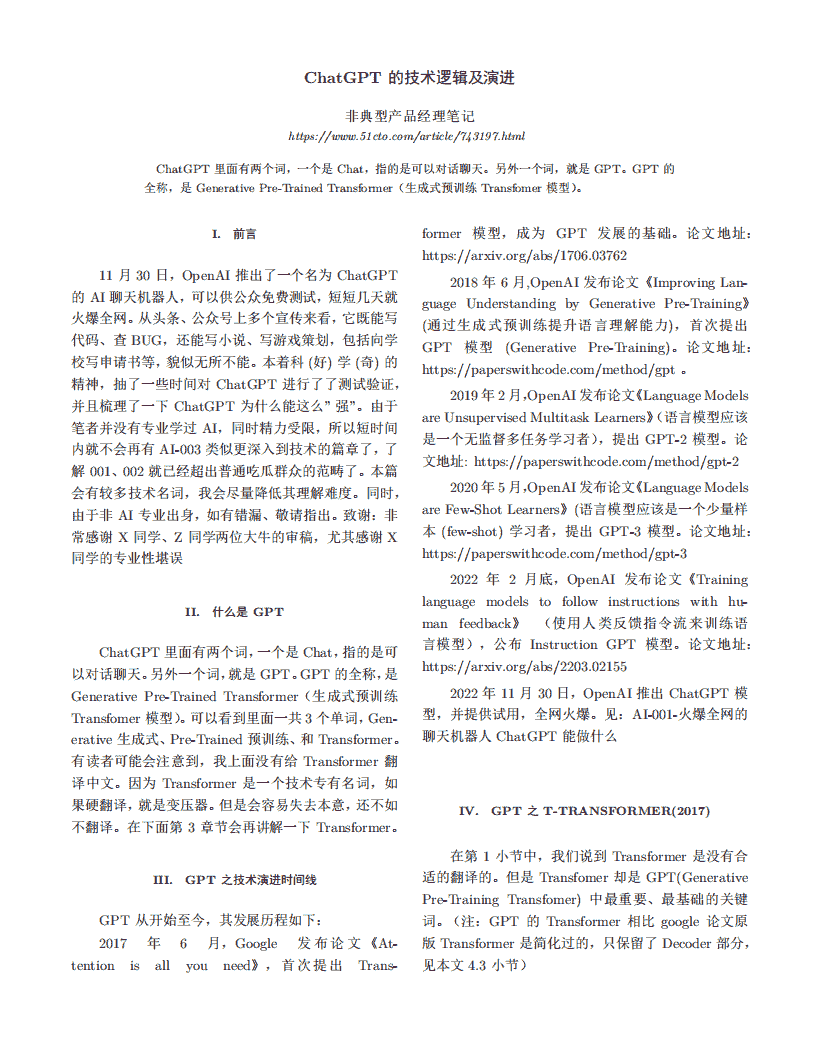 ChatGPT 的技术逻辑及演进
非典型产品经理笔记
https://www.51cto.com/article/743197.html
ChatGPT 里面有两个词，一个是 Chat，指的是可以对话聊天。另外一个词，就是 GPT。GPT 的
全称，是 Generative Pre-Trained Transformer（生成式预训练 Transfomer 模型）。
I. 前言
11 月 30 日，OpenAI 推出了一个名为 ChatGPT
的 AI 聊天机器人，可以供公众免费测试，短短几天就
火爆全网。从头条、公众号上多个宣传来看，它既能写
代码、查 BUG，还能写小说、写游戏策划，包括向学
校写申请书等，貌似无所不能。本着科 (好) 学 (奇) 的
精神，抽了一些时间对 ChatGPT 进行了了测试验证，
并且梳理了一下 ChatGPT 为什么能这么” 强”。由于
笔者并没有专业学过 AI，同时精力受限，所以短时间
内就不会再有 AI-003 类似更深入到技术的篇章了，了
解 001、002 就已经超出普通吃瓜群众的范畴了。本篇
会有较多技术名词，我会尽量降低其理解难度。同时，
由于非 AI 专业出身，如有错漏、敬请指出。致谢：非
常感谢 X 同学、Z 同学两位大牛的审稿，尤其感谢 X
同学的专业性堪误
II. 什么是 GPT
ChatGPT 里面有两个词，一个是 Chat，指的是可
以对话聊天。另外一个词，就是 GPT。GPT 的全称，是
Generative Pre-Trained Transformer（生成式预训练
Transfomer 模型）。可以看到里面一共 3 个单词，Gen-
erative 生成式、Pre-Trained 预训练、和 Transformer。
有读者可能会注意到，我上面没有给 Transformer 翻
译中文。因为 Transformer 是一个技术专有名词，如
果硬翻译，就是变压器。但是会容易失去本意，还不如
不翻译。在下面第 3 章节会再讲解一下 Transformer。
III. GPT 之技术演进时间线
GPT 从开始至今，其发展历程如下：
2017 年 6 月，Google 发布论文《At-
tention is all you need》，首次提出 Trans-
former 模型，成为 GPT 发展的基础。论文地址：
https://arxiv.org/abs/1706.03762
2018 年 6 月,OpenAI 发布论文《Improving Lan-
guage Understanding by Generative Pre-Training》
(通过生成式预训练提升语言理解能力)，首次提出
GPT 模型 (Generative Pre-Training)。论文地址：
https://paperswithcode.com/method/gpt 。
2019 年 2 月,OpenAI 发布论文《Language Models
are Unsupervised Multitask Learners》（语言模型应该
是一个无监督多任务学习者），提出 GPT-2 模型。论
文地址: https://paperswithcode.com/method/gpt-2
2020 年 5 月,OpenAI 发布论文《Language Models
are Few-Shot Learners》(语言模型应该是一个少量样
本 (few-shot) 学习者，提出 GPT-3 模型。论文地址：
https://paperswithcode.com/method/gpt-3
2022 年 2 月底，OpenAI 发布论文《Training
language models to follow instructions with hu-
man feedback》 （使用人类反馈指令流来训练语
言模型），公布 Instruction GPT 模型。论文地址：
https://arxiv.org/abs/2203.02155
2022 年 11 月 30 日，OpenAI 推出 ChatGPT 模
型，并提供试用，全网火爆。见：AI-001-火爆全网的
聊天机器人 ChatGPT 能做什么
IV. GPT 之 T-TRANSFORMER(2017)
在第 1 小节中，我们说到 Transformer 是没有合
适的翻译的。但是 Transfomer 却是 GPT(Generative
Pre-Training Transfomer) 中最重要、最基础的关键
词。（注：GPT 的 Transformer 相比 google 论文原
版 Transformer 是简化过的，只保留了 Decoder 部分，
见本文 4.3 小节）